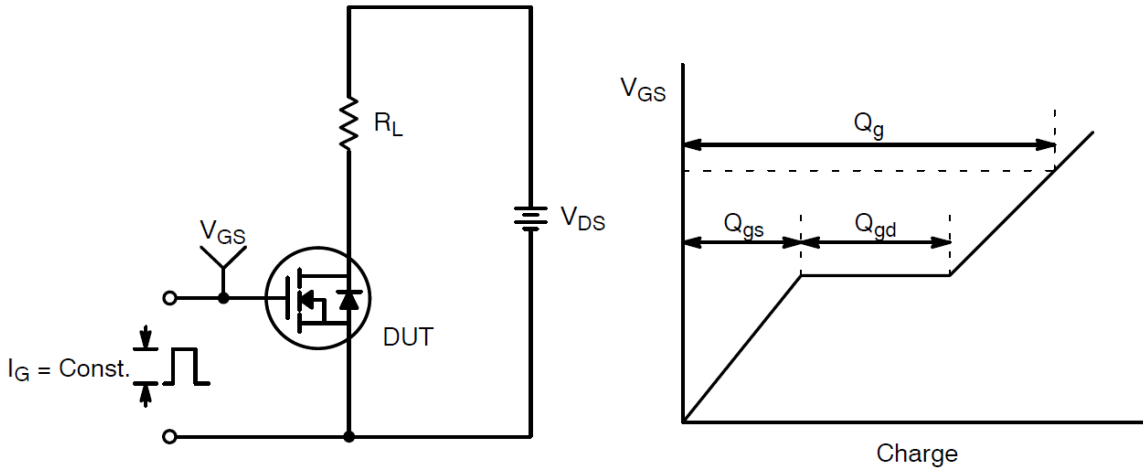 R_L
V_GS
V_DS
DUT
I_G = Const.
V_GS
Q_g
Q_gs
Q_gd
Charge